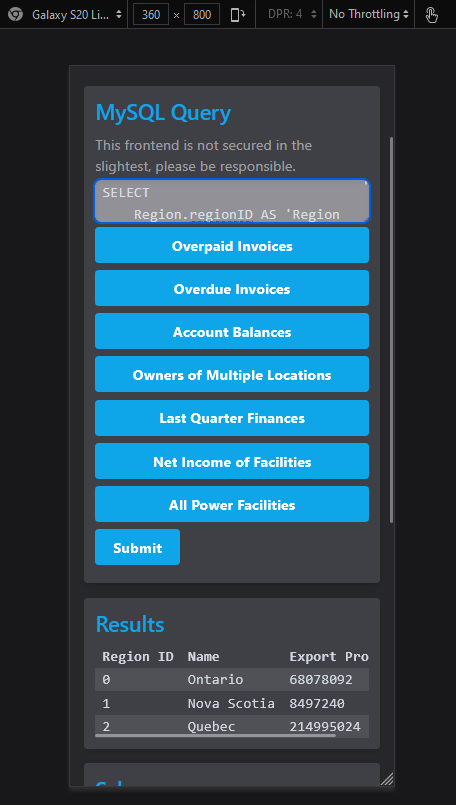 Galaxy S20 Li... 360 × 800 DPR: 4 No Throttling
MySQL Query
This frontend is not secured in the
slightest, please be responsible.
SELECT
Region.regionID AS 'Region
Overpaid Invoices
Overdue Invoices
Account Balances
Owners of Multiple Locations
Last Quarter Finances
Net Income of Facilities
All Power Facilities
Submit
Results
Region ID Name Export Pro
0 Ontario 68078092
1 Nova Scotia 8497240
2 Quebec 214995024